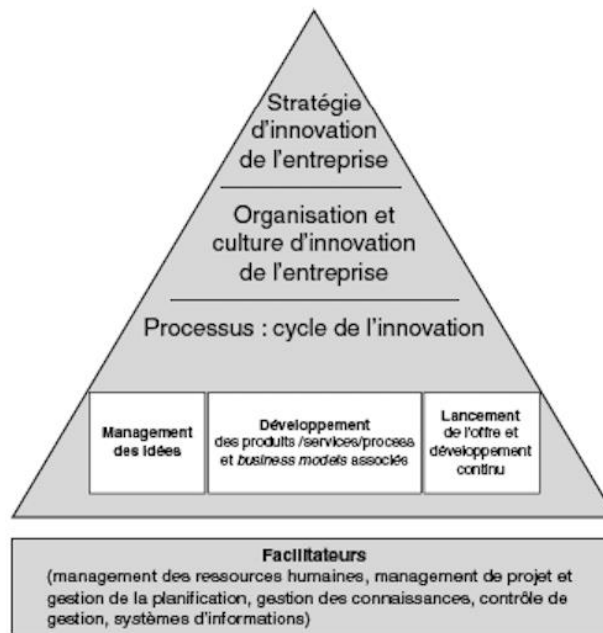 Stratégie
d'innovation
de l'entreprise
Organisation et
culture d'innovation
de l'entreprise
Processus : cycle de l'innovation
Management
des idées
Développement
des produits /services/process
et business models associés
Lancement
de l'offre et
développement
continu
Facilitateurs
(management des ressources humaines, management de projet et
gestion de la planification, gestion des connaissances, contrôle de
gestion, systèmes d'informations)